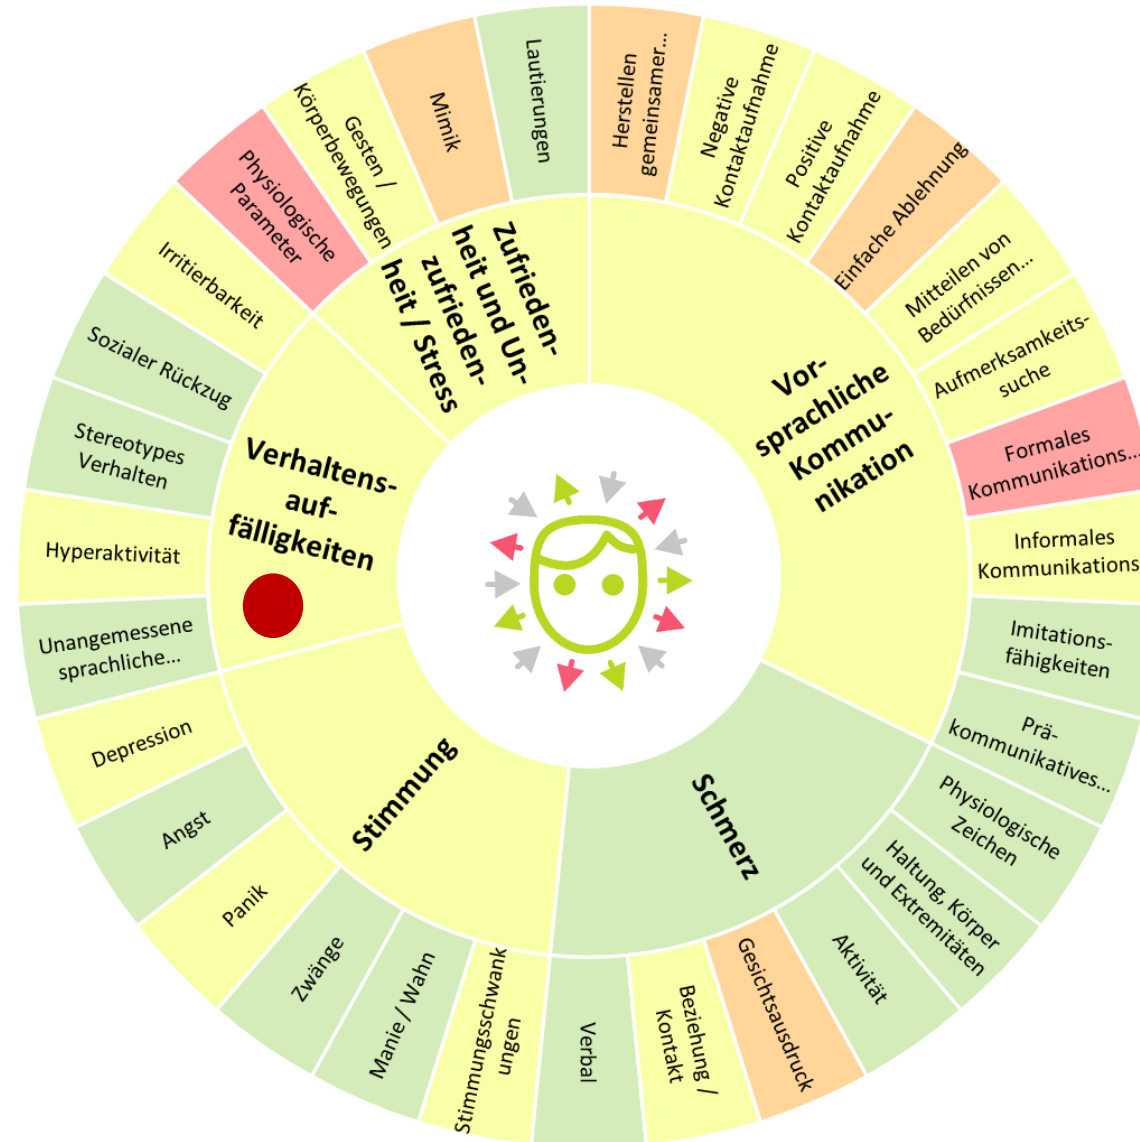 Herstellen
gemeinsamer...
Negative
Kontaktaufnahme
Positive
Kontaktaufnahme
Einfache Ablehnung
Mitteilen von
Bedürfnissen...
Aufmerksamkeits-
suche
Formales
Kommunikations...
Informales
Kommunikations
Imitations-
fähigkeiten
Prä-
kommunikatives...
Physiologische
Zeichen
Haltung, Körper
und Extremitäten
Aktivität
Gesichtsausdruck
Beziehung /
Kontakt
Verbal
Stimmungsschwank
ungen
Manie / Wahn
Zwänge
Panik
Angst
Depression
Unangemessene
sprachliche...
Hyperaktivität
Stereotypes
Verhalten
Sozialer Rückzug
Irritierbarkeit
Physiologische
Parameter
Gesten /
Körperbewegungen
Mimik
Lautierungen
Vor-
sprachliche
Kommu-
nikation
Schmerz
Stimmung
Verhaltens-
auf-
fälligkeiten
Zufrieden-
heit und Un-
zufrieden-
heit / Stress